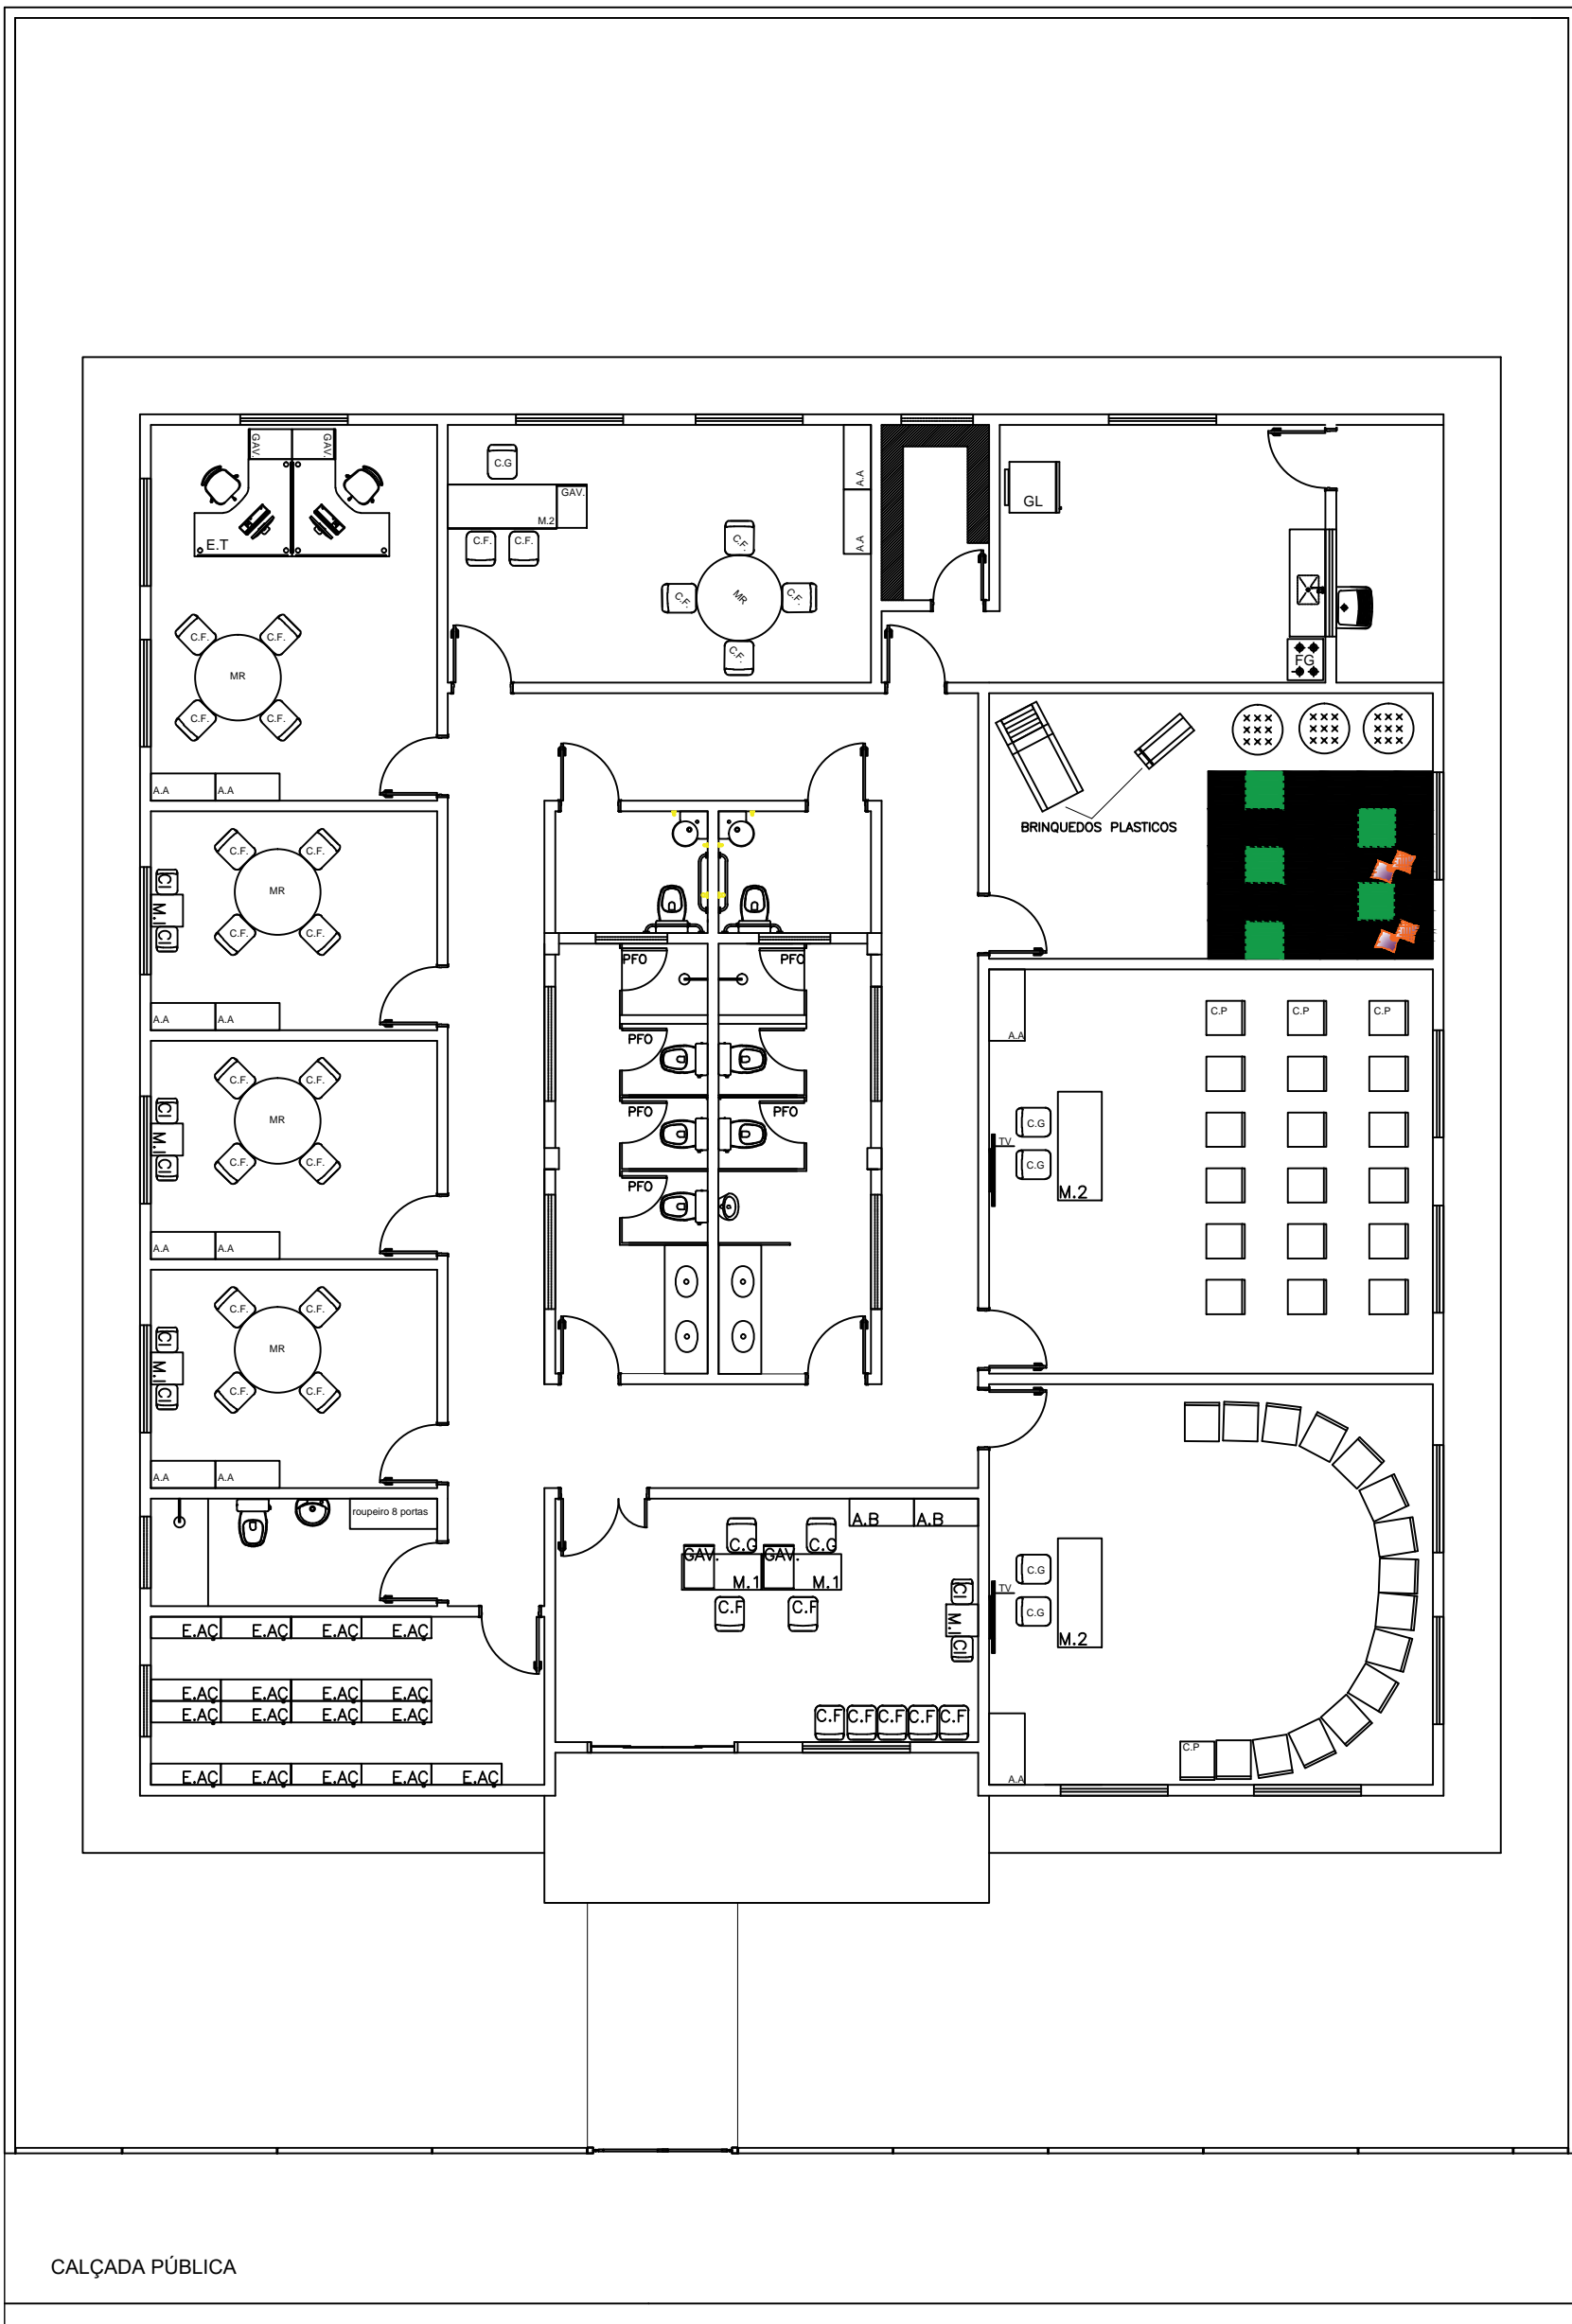 GAV. GAV.
E.T
C.F. C.F.
MR
C.F. C.F.
A.A A.A
C.G
GAV.
M.2
C.F. C.F.
A.A
A.A
C.F.
C.F. MR C.F.
C.F.
GL
FG
BRINQUEDOS PLASTICOS
C.F. C.F.
CI
M.I
CI
MR
C.F. C.F.
A.A A.A
C.F. C.F.
CI
M.I
CI
MR
C.F. C.F.
A.A A.A
C.F. C.F.
CI
M.I
CI
MR
C.F. C.F.
A.A A.A
PFO PFO
PFO
PFO PFO
PFO
A.A
C.P C.P C.P
C.G
TV
C.G
M.2
roupeiro 8 portas
E.AÇ E.AÇ E.AÇ E.AÇ
E.AÇ E.AÇ E.AÇ E.AÇ
E.AÇ E.AÇ E.AÇ E.AÇ
E.AÇ E.AÇ E.AÇ E.AÇ E.AÇ
A.B A.B
C.G C.G
GAV. GAV.
M.1 M.1
C.F C.F
CI
M.I
CI
C.F C.F C.F C.F C.F
C.G
TV
C.G
M.2
C.P
A.A
CALÇADA PÚBLICA